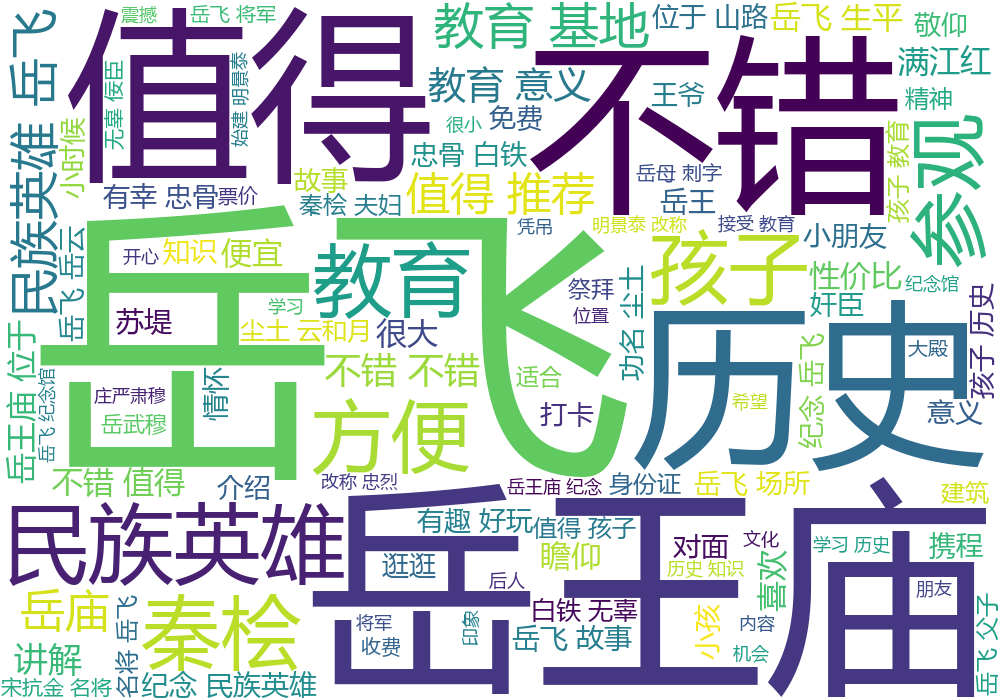 震撼
岳飞 将军
值得
教育 基地
位于 山路
岳飞 生平
敬仰
民族英雄 岳飞
无辜 佞臣
始建 明景泰
教育 意义
不错
王爷
满江红
很小
免费
精神
小时候
忠骨 白铁
岳母 刺字
孩子 教育
参观
有幸 忠骨
票价
故事
秦桧 夫妇
值得 推荐
岳王
岳飞
凭吊
明景泰 改称
接受 教育
岳飞 岳云
开心
知识
便宜
教育
孩子
小朋友
学习
祭拜
功名 尘土
性价比
纪念馆
苏堤
尘土 云和月
很大
位置
奸臣
历史
孩子 历史
岳王庙 位于
岳飞 纪念馆
不错 不错
适合
纪念 岳飞
大殿
庄严肃穆
情怀
岳武穆
方便
打卡
希望
意义
不错 值得
介绍
改称 忠烈
岳王庙 纪念
身份证
岳飞 场所
建筑
民族英雄
岳王庙
有趣 好玩
值得 孩子
瞻仰
对面
文化
学习 历史
携程
逛逛
后人
历史 知识
喜欢
朋友
岳庙
名将 岳飞
秦桧
将军
收费
印象
白铁 无辜
岳飞 故事
小孩
内容
机会
岳飞 父子
讲解
宋抗金 名将
纪念 民族英雄